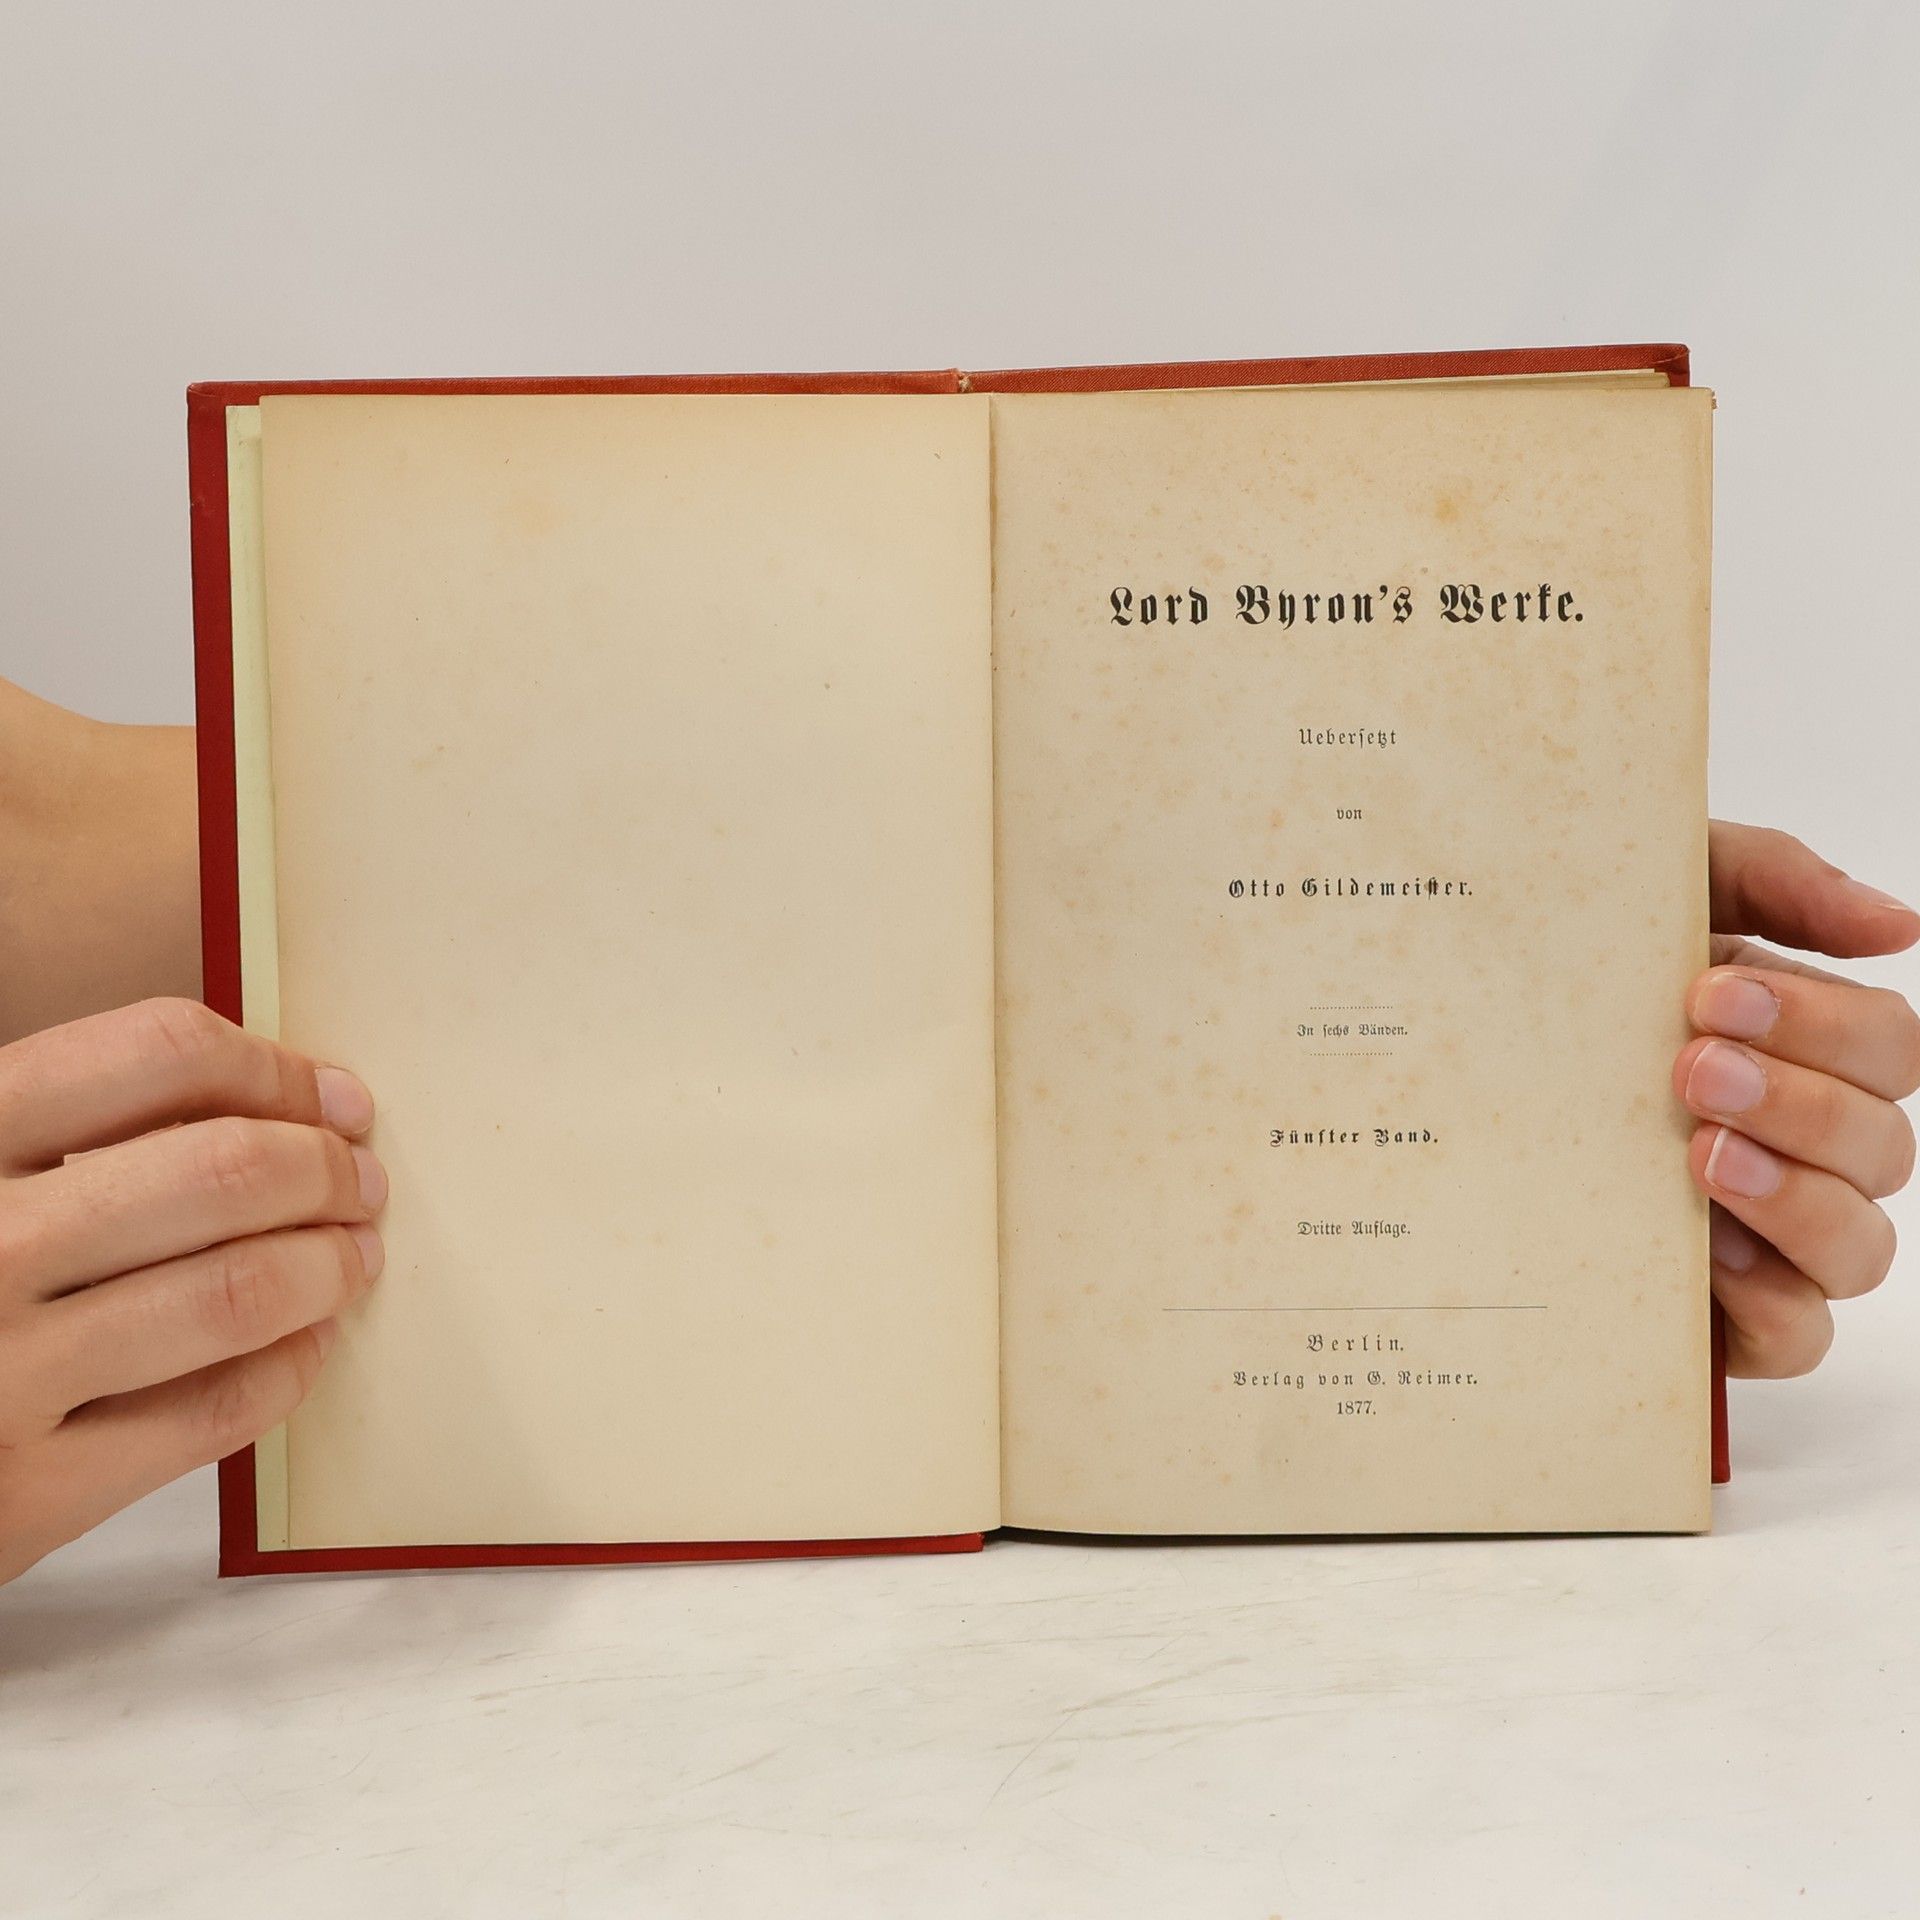 Lord Byron's Werke.
Ueberſetzt
von
Otto Gildemeiſter.
In ſechs Bänden.
Fünfter Band.
Dritte Auflage.
Berlin.
Verlag von G. Reimer.
1877.